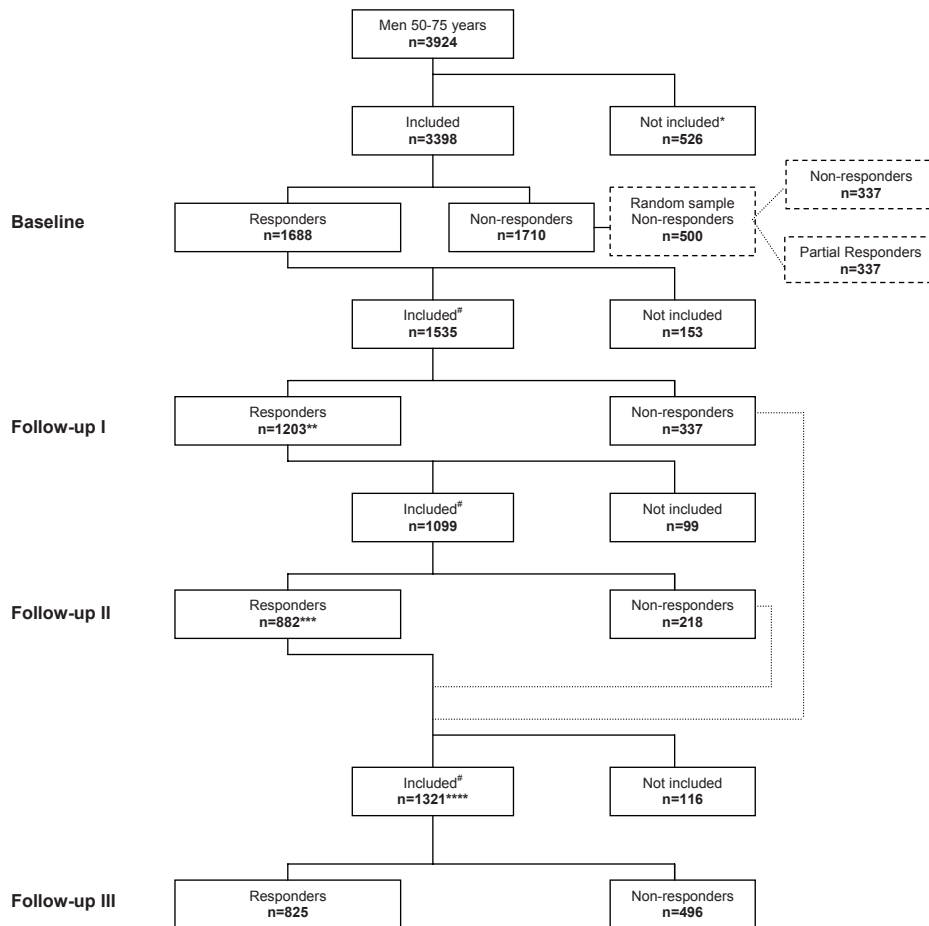 Men 50-75 years
n=3924
Included
n=3398
Not included*
n=526
Baseline
Responders
n=1688
Non-responders
n=1710
Random sample
Non-responders
n=500
Non-responders
n=337
Partial Responders
n=337
Included#
n=1535
Not included
n=153
Follow-up I
Responders
n=1203**
Non-responders
n=337
Included#
n=1099
Not included
n=99
Follow-up II
Responders
n=882***
Non-responders
n=218
Included#
n=1321****
Not included
n=116
Follow-up III
Responders
n=825
Non-responders
n=496